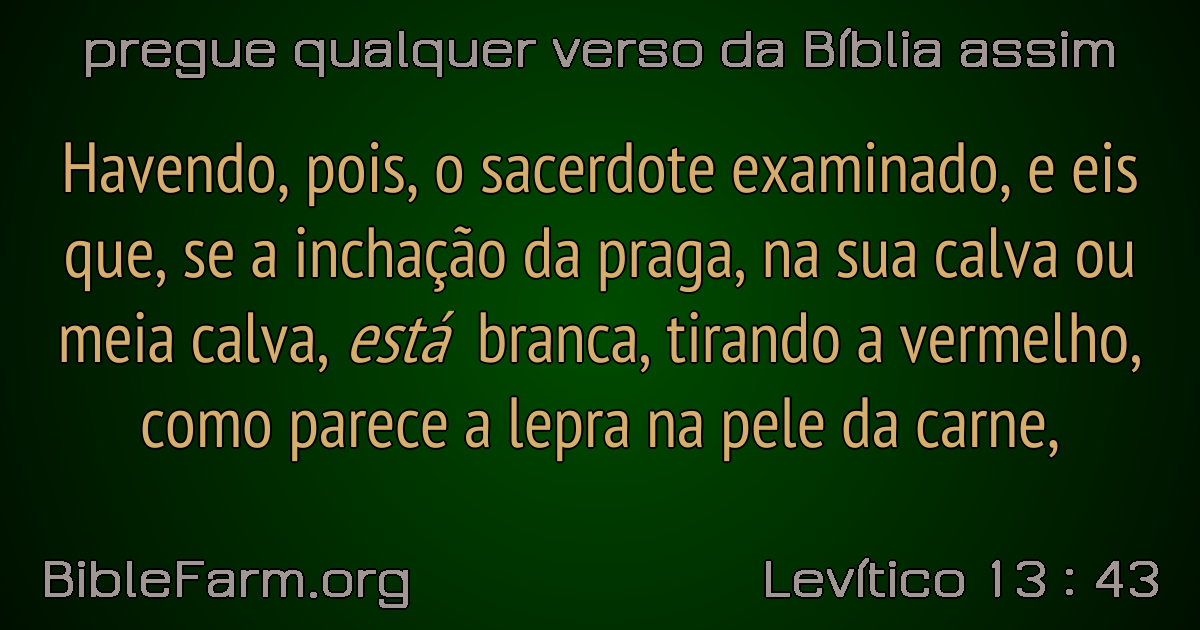 pregue qualquer verso da Bíblia assim
Havendo, pois, o sacerdote examinado, e eis
que, se a inchação da praga, na sua calva ou
meia calva, está branca, tirando a vermelho,
como parece a lepra na pele da carne,
BibleFarm.org
Levítico 13 : 43